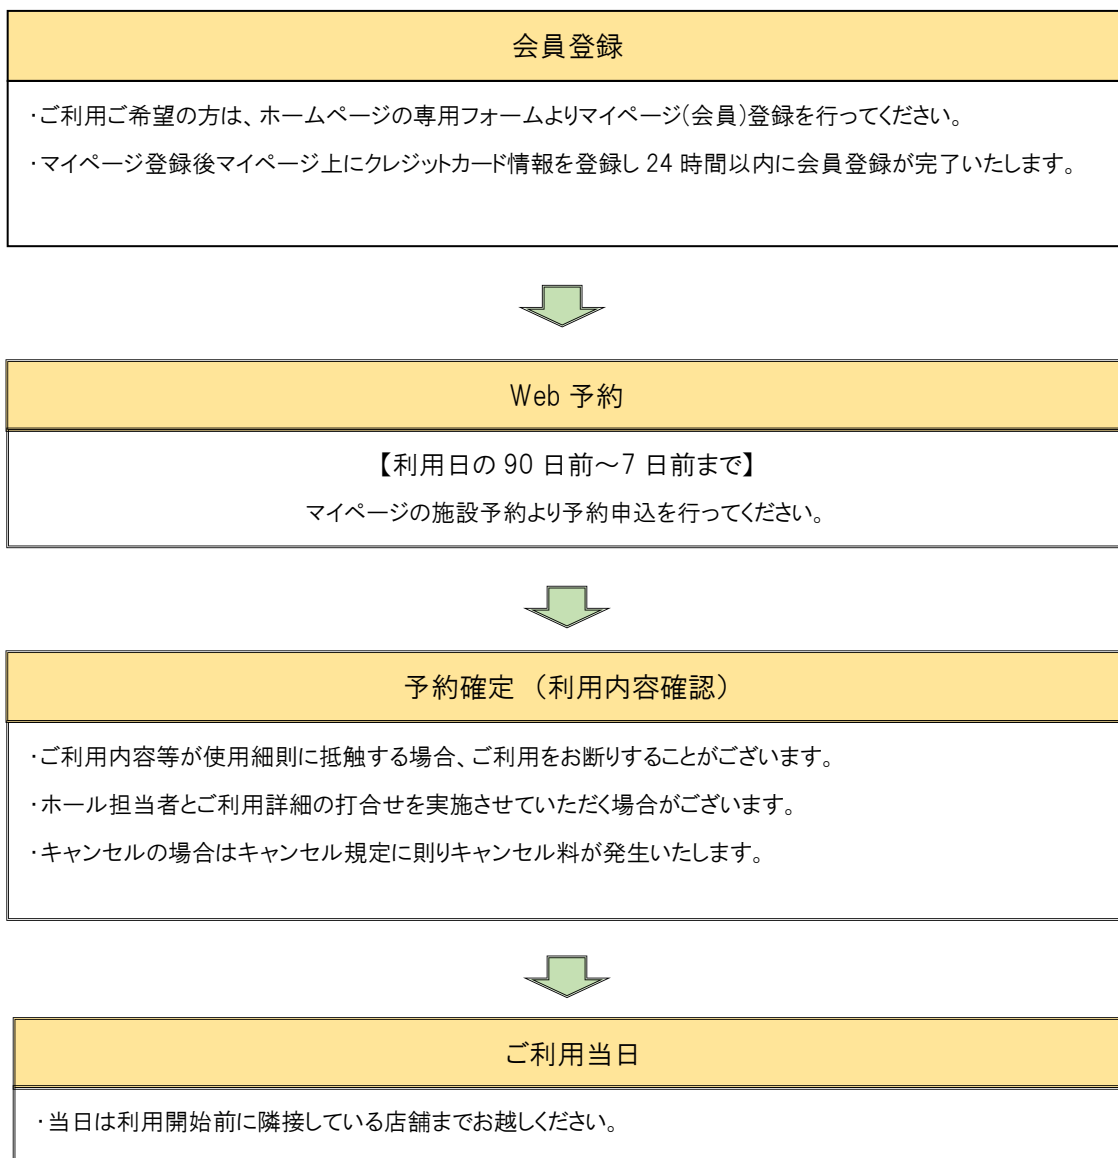 会員登録
・ご利用ご希望の方は、ホームページの専用フォームよりマイページ(会員)登録を行ってください。
・マイページ登録後マイページ上にクレジットカード情報を登録し 24 時間以内に会員登録が完了いたします。
Web 予約
【利用日の 90 日前～7 日前まで】
マイページの施設予約より予約申込を行ってください。
予約確定 （利用内容確認）
・ご利用内容等が使用細則に抵触する場合、ご利用をお断りすることがございます。
・ホール担当者とご利用詳細の打合せを実施させていただく場合がございます。
・キャンセルの場合はキャンセル規定に則りキャンセル料が発生いたします。
ご利用当日
・当日は利用開始前に隣接している店舗までお越しください。